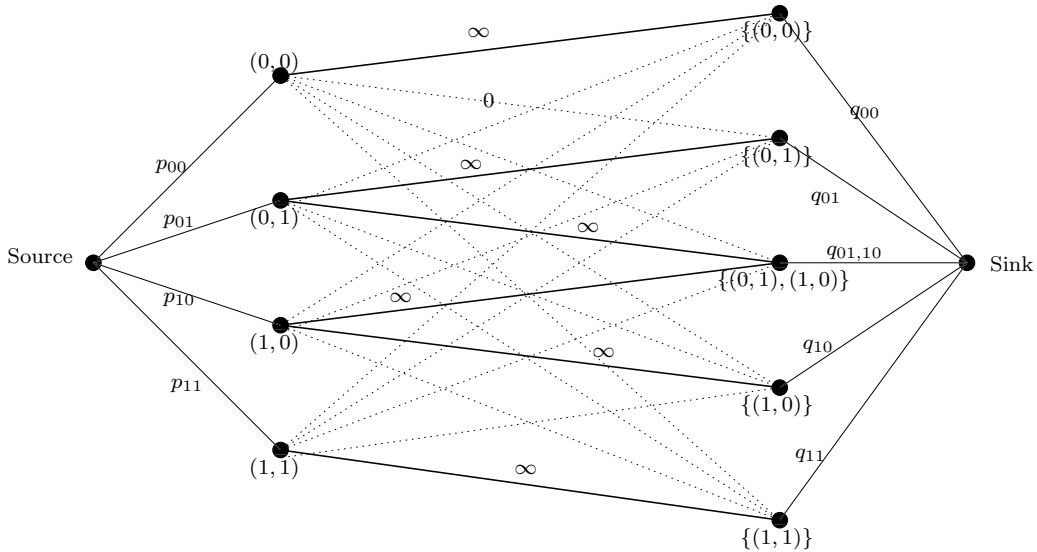 {(0, 0)}
∞
(0, 0)
0
q₀₀
{(0, 1)}
∞
p₀₀
q₀₁
(0, 1)
p₀₁
∞
q₀₁,₁₀
Source
Sink
{(0, 1), (1, 0)}
p₁₀
∞
(1, 0)
∞
q₁₀
p₁₁
{(1, 0)}
(1, 1)
q₁₁
∞
{(1, 1)}